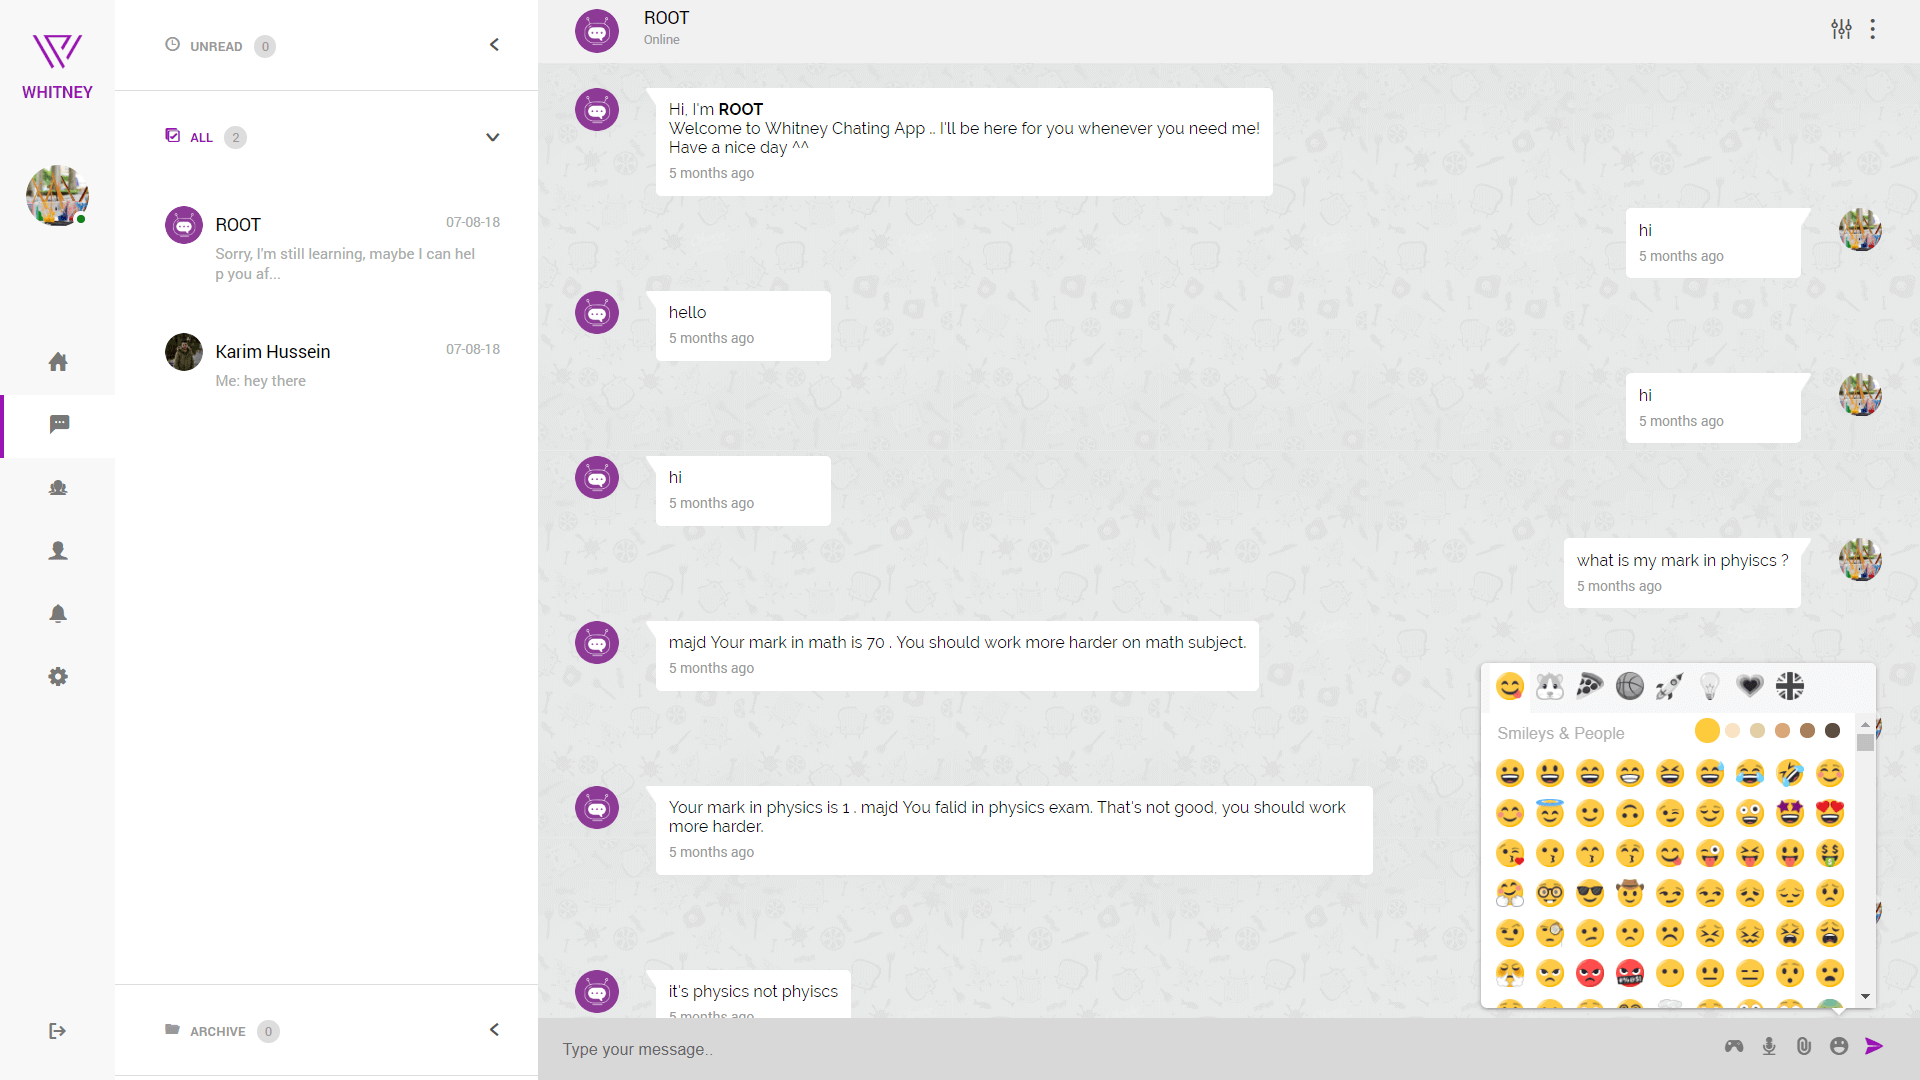 WHITNEY
UNREAD 0
ALL 2
ROOT 07-08-18
Sorry, I'm still learning, maybe I can hel
p you af...
Karim Hussein 07-08-18
Me: hey there
ARCHIVE 0
ROOT
Online
Hi, I'm ROOT
Welcome to Whitney Chating App .. I'll be here for you whenever you need me!
Have a nice day ^^
5 months ago
hi
5 months ago
hello
5 months ago
hi
5 months ago
hi
5 months ago
what is my mark in phyiscs ?
5 months ago
majd Your mark in math is 70 . You should work more harder on math subject.
5 months ago
Your mark in physics is 1 . majd You falid in physics exam. That's not good, you should work
more harder.
5 months ago
it's physics not phyiscs
5 months ago
Smileys & People
Type your message..